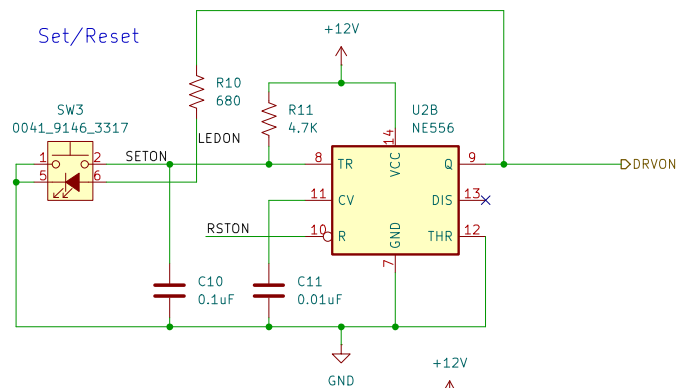 Set/Reset
+12V
R10
680
R11
4.7K
U2B
NE556
SW3
0041_9146_3317
LEDON
SETON
1
2
5
6
14
VCC
8
TR
Q
9
DRVON
11
CV
DIS
13
RSTON
10
R
GND
THR
12
7
C10
0.1uF
C11
0.01uF
GND
+12V